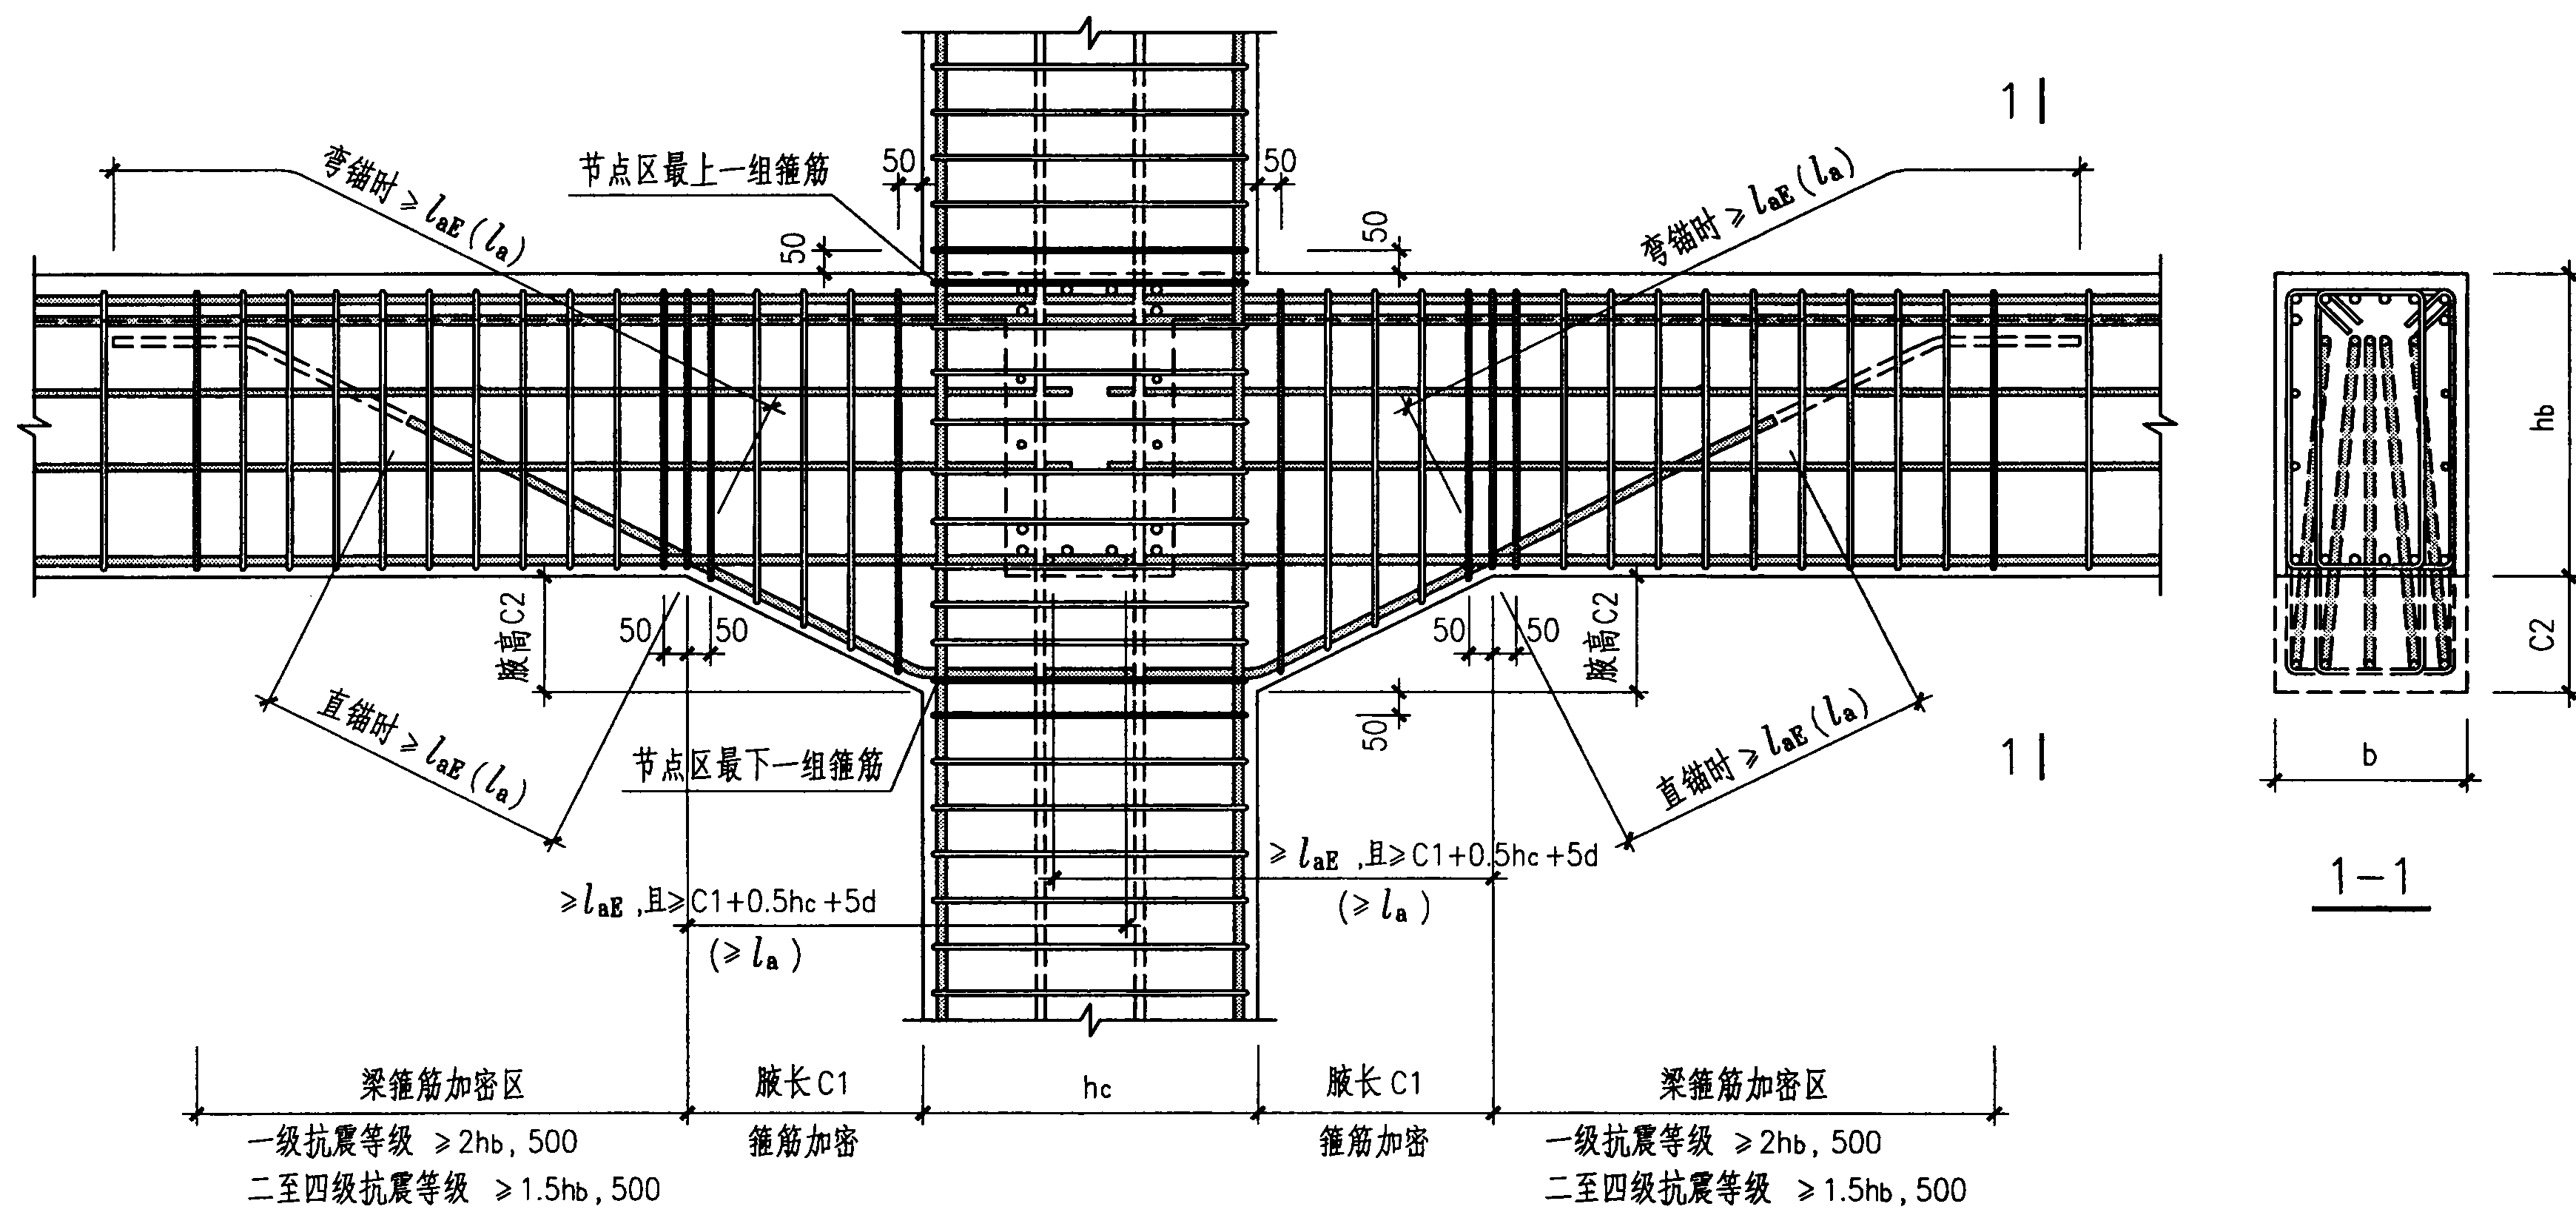 1
弯锚时≥laE(la)
节点区最上一组箍筋
50
50
弯锚时≥laE(la)
50
50
hb
腋高C2
50
50
50
50
腋高C2
C2
直锚时≥laE(la)
节点区最下一组箍筋
50
直锚时≥laE(la)
1
b
≥laE,且≥C1+0.5hc+5d
(≥la)
≥laE,且≥C1+0.5hc+5d
(≥la)
1-1
梁箍筋加密区
腋长C1
hc
腋长C1
梁箍筋加密区
一级抗震等级 ≥2hb,500
箍筋加密
箍筋加密
一级抗震等级 ≥2hb,500
二至四级抗震等级 ≥1.5hb,500
二至四级抗震等级 ≥1.5hb,500